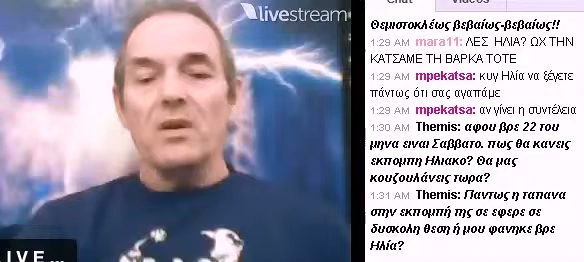 livestream
LIVE...
Chat Videos
Θεμιστοκλέως βεβαίως-βεβαίως!!
1:29 AM mara11: ΛΕΣ ΗΛΙΑ? ΩΧ ΤΗΝ
ΚΑΤΣΑΜΕ ΤΗ ΒΑΡΚΑ ΤΟΤΕ
1:29 AM mpekatsa: κυγ Ηλία να ξέγετε
πάντως ότι σας αγαπάμε
1:29 AM mpekatsa: αν γίνει η συντέλεια
1:30 AM Themis: αφου βρε 22 του
μηνα ειναι Σαββατο. πως θα κανεις
εκπομπη Ηλιακο? Θα μας
κουζουλάνεις τωρα?
1:31 AM Themis: Παντως η ταπανα
στην εκπομπή της σε εφερε σε
δυσκολη θεση ή μου φανηκε βρε
Ηλία?